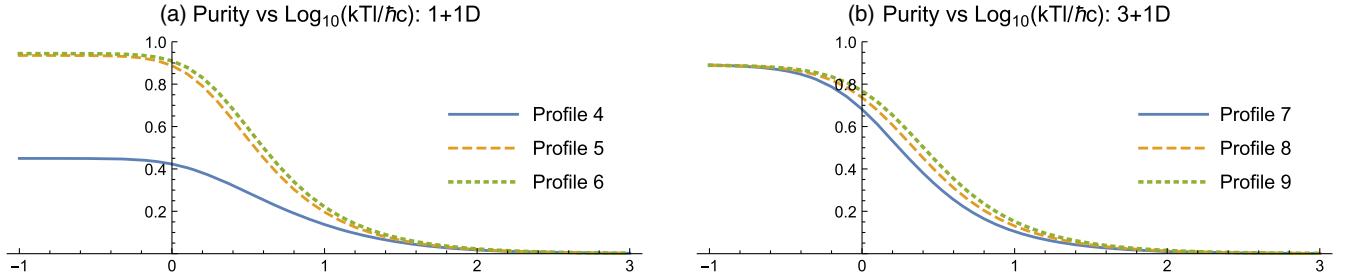 (a) Purity vs Log₁₀(kTl/ℏc): 1+1D
1.0
0.8
0.6
0.4
0.2
−1 0 1 2 3
Profile 4
Profile 5
Profile 6
(b) Purity vs Log₁₀(kTl/ℏc): 3+1D
1.0
0.8
0.6
0.4
0.2
−1 0 1 2 3
Profile 7
Profile 8
Profile 9